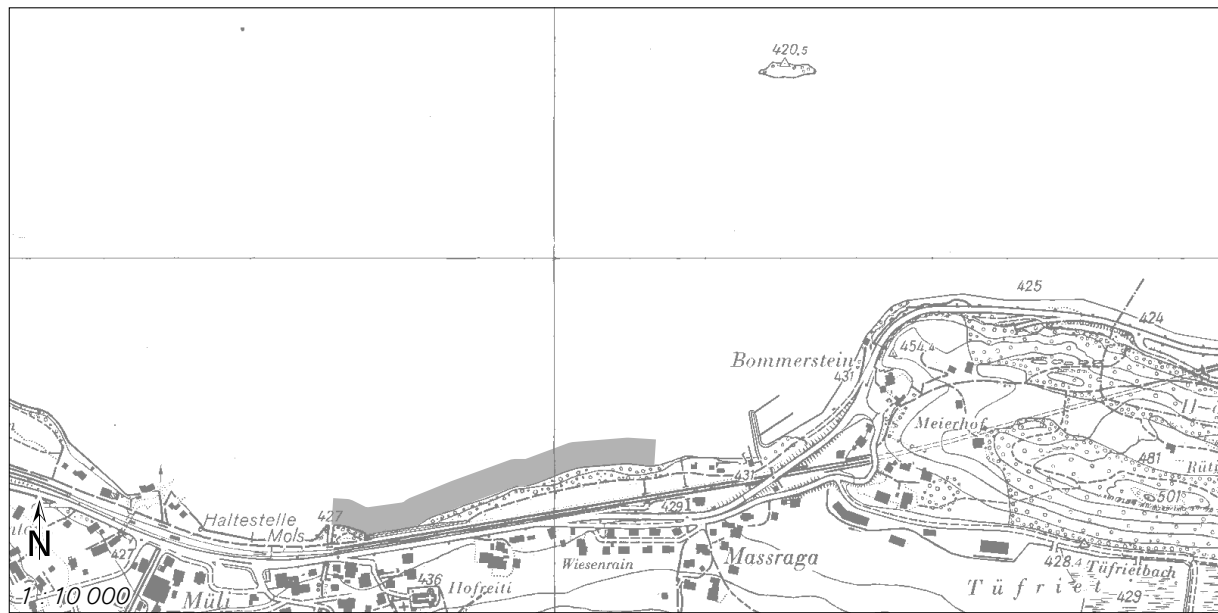 420.5
425
424
454.4
Bommerstein
431
Meierhof
481
Rüti
501
431
427
Haltestelle
Mols
429
N
427
Wiesenrain
Massraga
428.4
Tüfrietbach
436
Hofreiti
Tüfriet
429
Müli
1 : 10 000